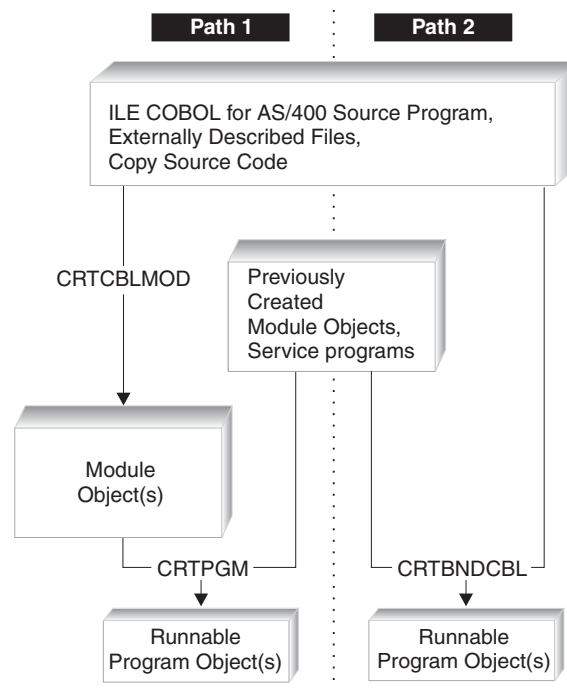 Path 1
Path 2
ILE COBOL for AS/400 Source Program,
Externally Described Files,
Copy Source Code
CRTCBLMOD
Previously
Created
Module Objects,
Service programs
Module
Object(s)
CRTPGM
CRTBNDCBL
Runnable
Program Object(s)
Runnable
Program Object(s)